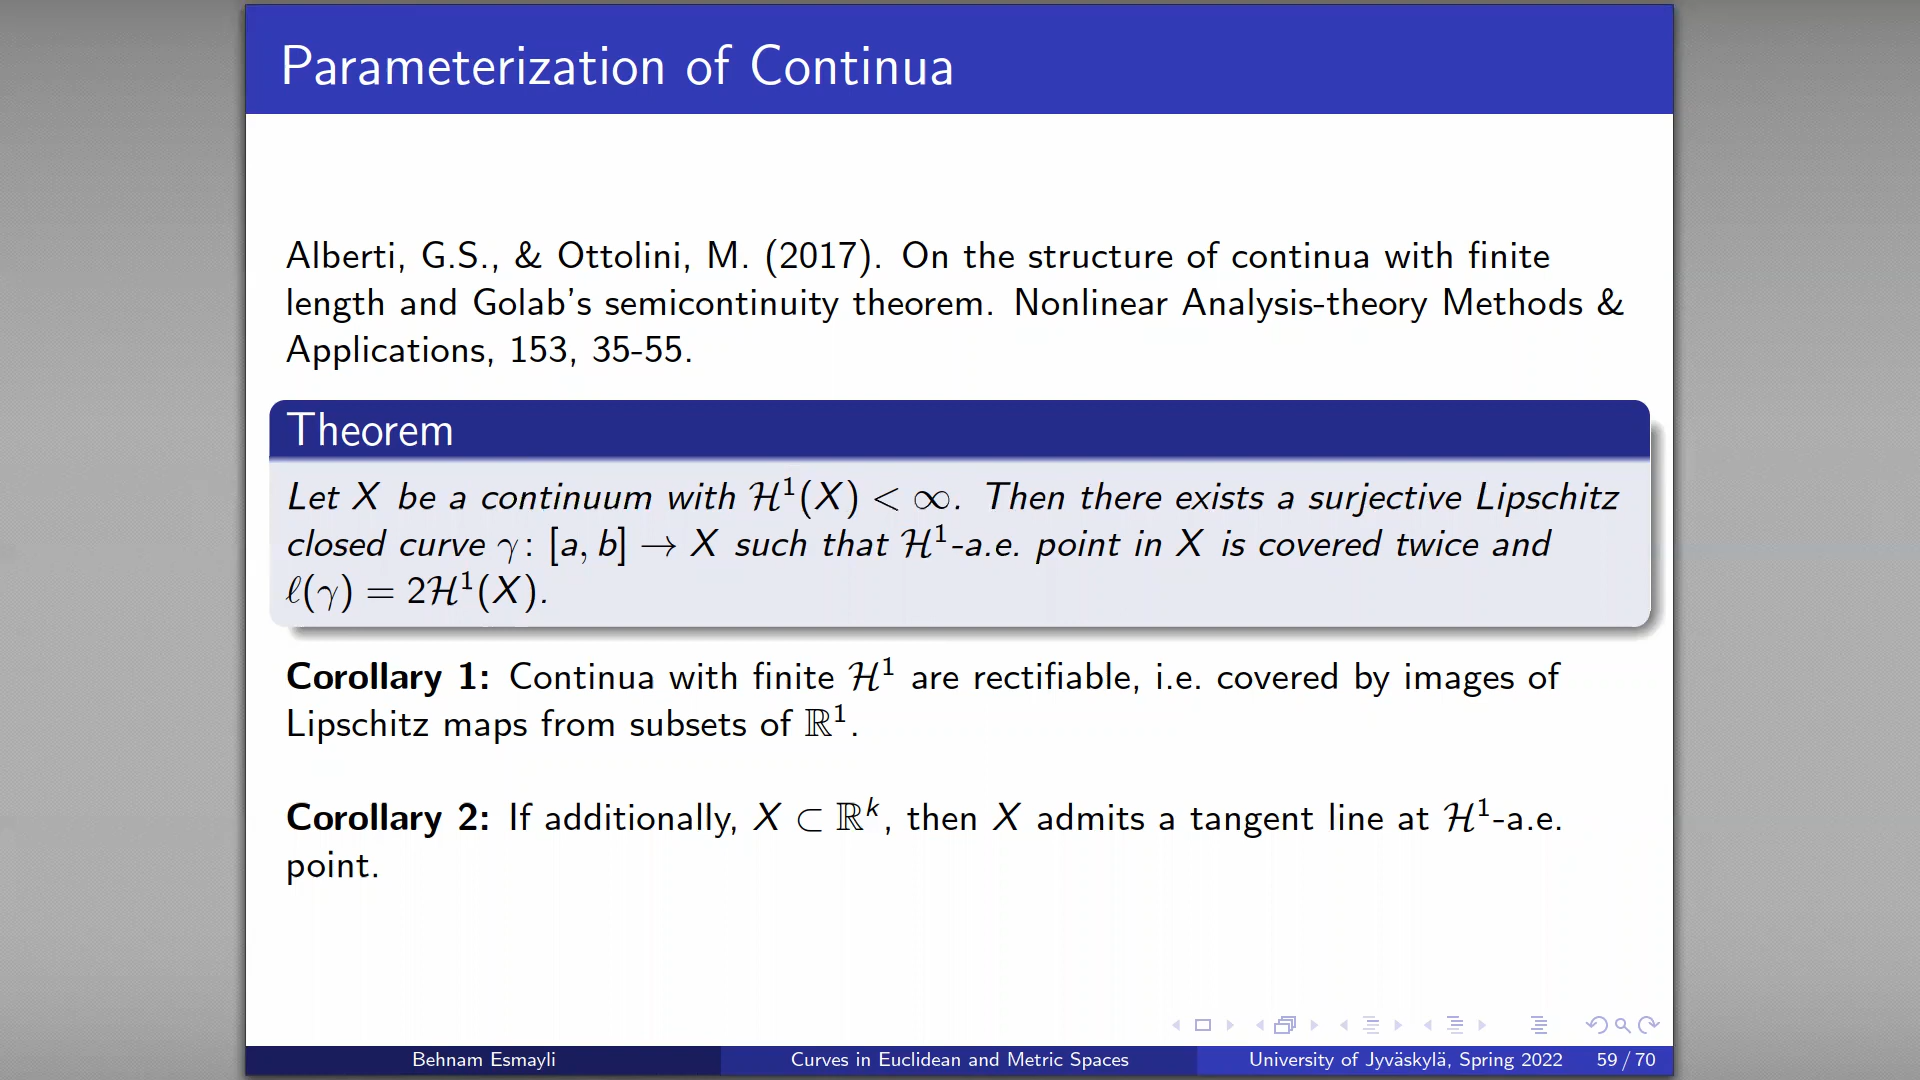 Parameterization of Continua
Alberti, G.S., & Ottolini, M. (2017). On the structure of continua with finite
length and Golab's semicontinuity theorem. Nonlinear Analysis-theory Methods &
Applications, 153, 35-55.
Theorem
Let X be a continuum with ℋ¹(X) < ∞. Then there exists a surjective Lipschitz
closed curve γ: [a, b] → X such that ℋ¹-a.e. point in X is covered twice and
ℓ(γ) = 2ℋ¹(X).
Corollary 1: Continua with finite ℋ¹ are rectifiable, i.e. covered by images of
Lipschitz maps from subsets of ℝ¹.
Corollary 2: If additionally, X ⊂ ℝᵏ, then X admits a tangent line at ℋ¹-a.e.
point.
Behnam Esmayli Curves in Euclidean and Metric Spaces University of Jyväskylä, Spring 2022 59 / 70